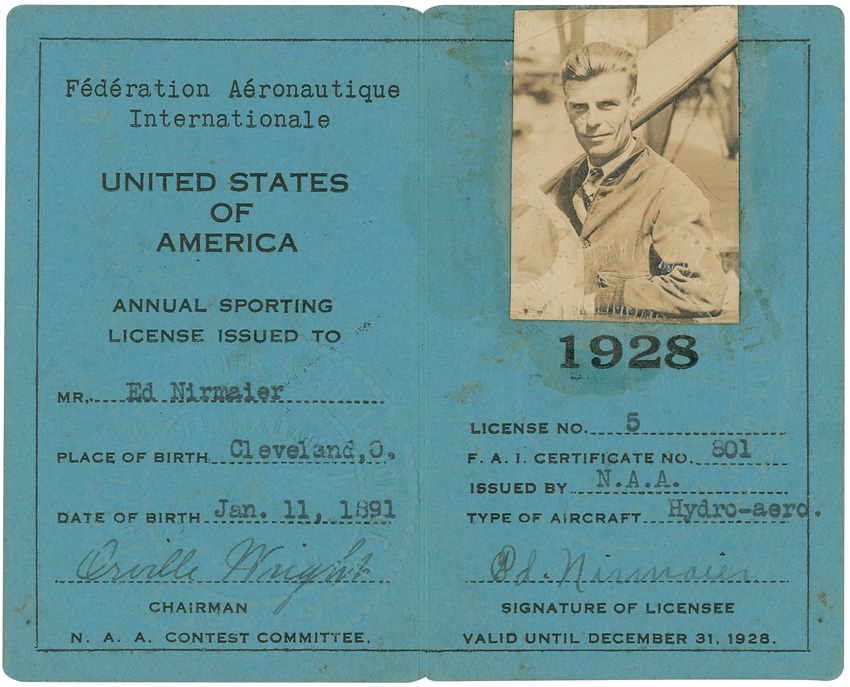 Fédération Aéronautique
Internationale
UNITED STATES
OF
AMERICA
ANNUAL SPORTING
LICENSE ISSUED TO
MR. Ed Nirmaier
PLACE OF BIRTH Cleveland, O.
DATE OF BIRTH Jan. 11, 1891
Orville Wright
CHAIRMAN
N. A. A. CONTEST COMMITTEE.
1928
LICENSE NO. 5
F. A. I. CERTIFICATE NO. 801
ISSUED BY N.A.A.
TYPE OF AIRCRAFT Hydro-aero.
Ed. Nirmaier
SIGNATURE OF LICENSEE
VALID UNTIL DECEMBER 31, 1928.